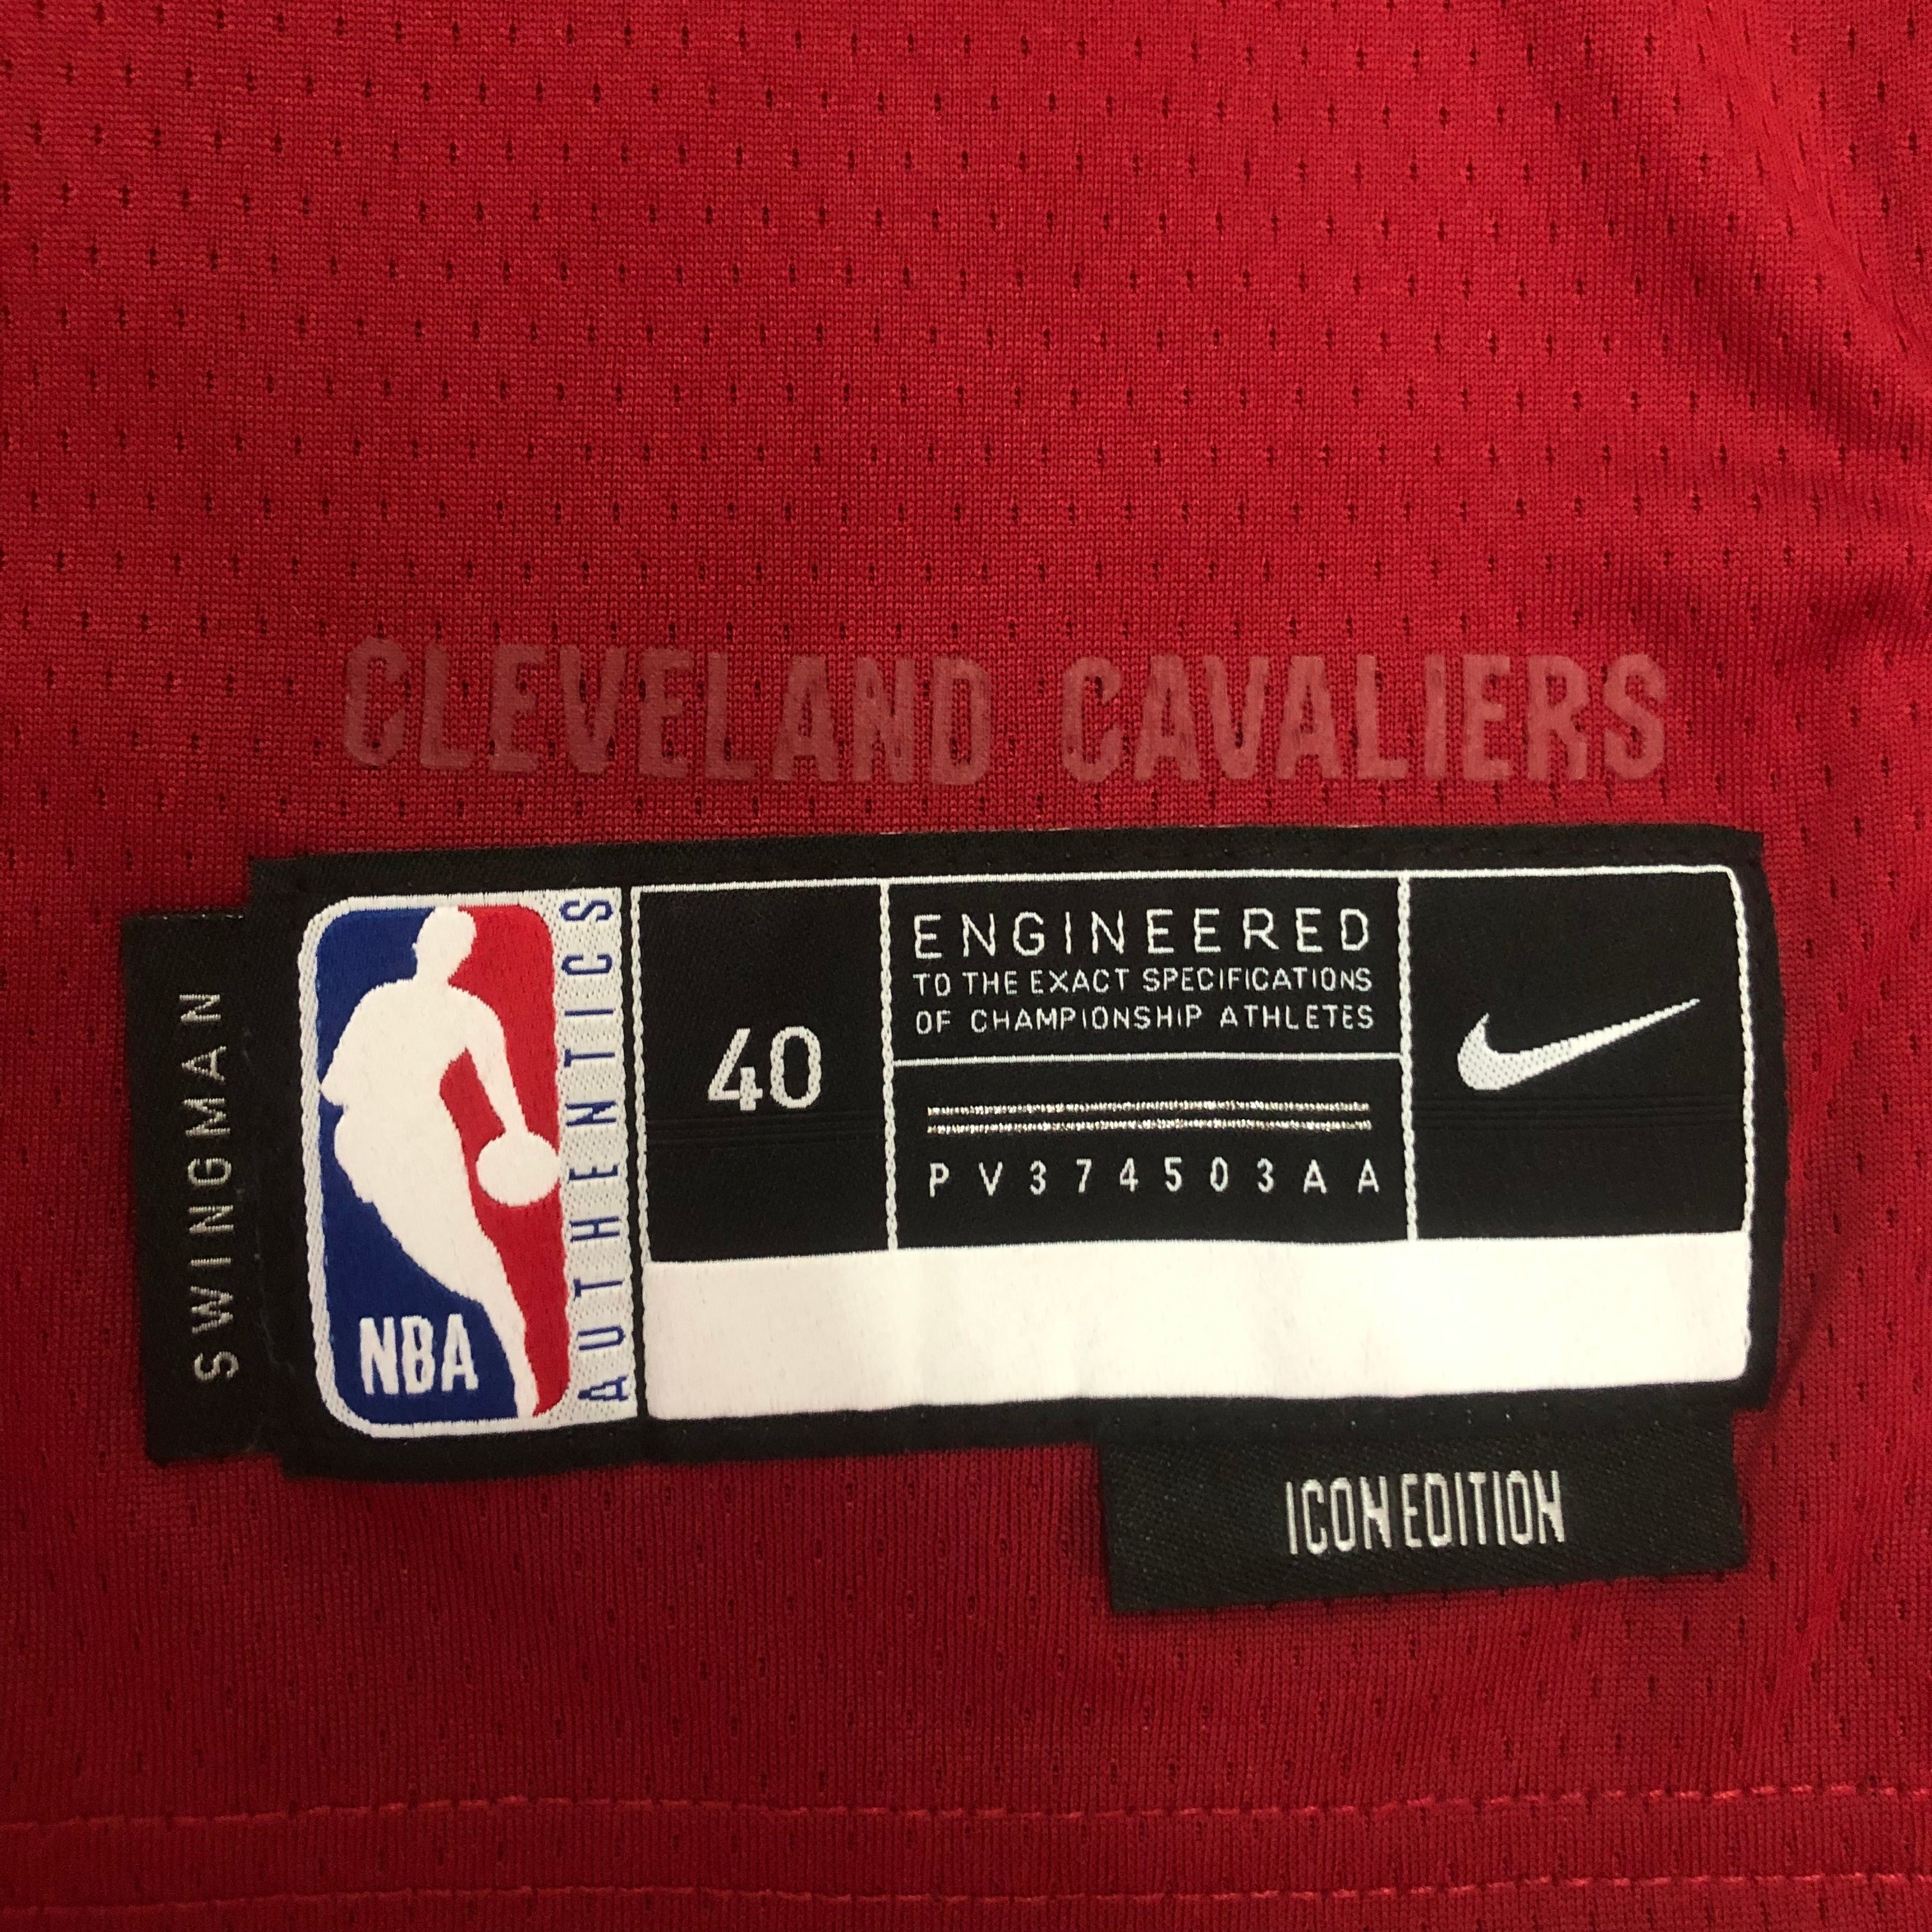 CLEVELAND CAVALIERS
SWINGMAN
NBA
AUTHENTICS
40
ENGINEERED
TO THE EXACT SPECIFICATIONS
OF CHAMPIONSHIP ATHLETES
PV374503AA
ICON EDITION